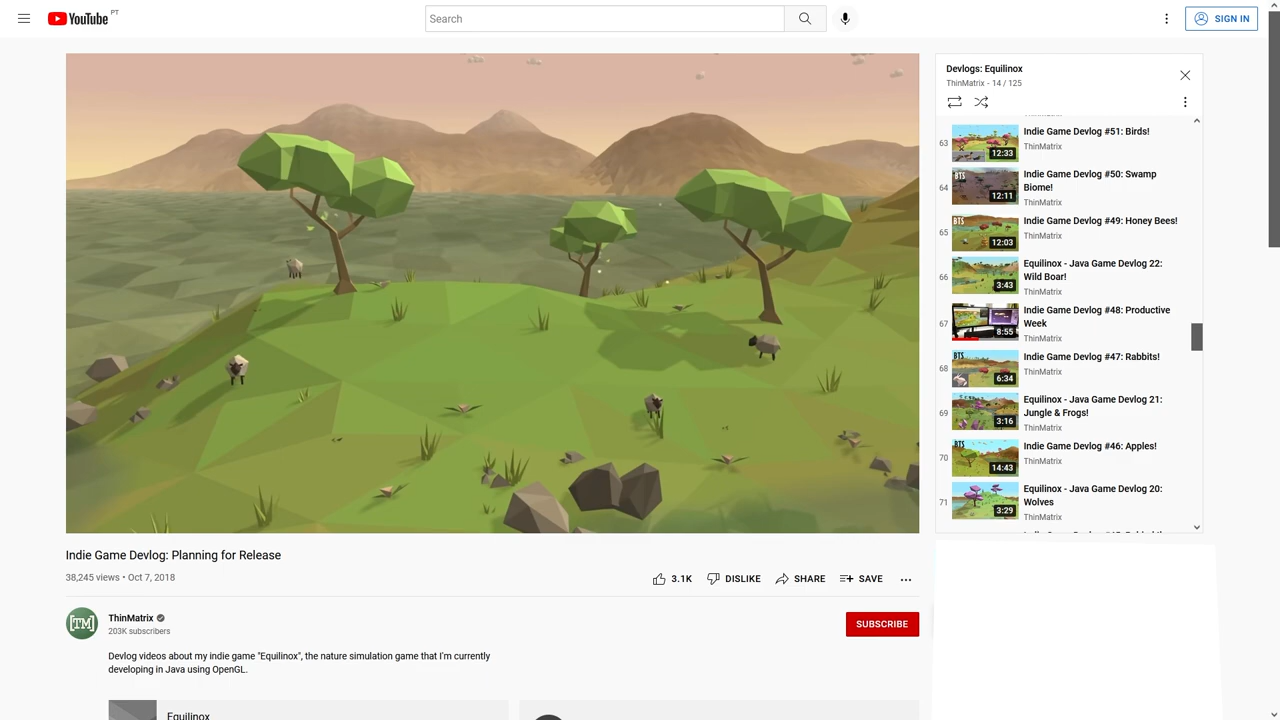 YouTube PT
Search
SIGN IN
Devlogs: Equilinox
ThinMatrix - 14 / 125
63
12:33
Indie Game Devlog #51: Birds!
ThinMatrix
64
BTS
12:11
Indie Game Devlog #50: Swamp
Biome!
ThinMatrix
65
BTS
12:03
Indie Game Devlog #49: Honey Bees!
ThinMatrix
66
3:43
Equilinox - Java Game Devlog 22:
Wild Boar!
ThinMatrix
67
8:55
Indie Game Devlog #48: Productive
Week
ThinMatrix
68
BTS
6:34
Indie Game Devlog #47: Rabbits!
ThinMatrix
69
3:16
Equilinox - Java Game Devlog 21:
Jungle & Frogs!
ThinMatrix
70
BTS
14:43
Indie Game Devlog #46: Apples!
ThinMatrix
71
3:29
Equilinox - Java Game Devlog 20:
Wolves
ThinMatrix
Indie Game Devlog: Planning for Release
38,245 views • Oct 7, 2018
3.1K DISLIKE SHARE SAVE
[TM]
ThinMatrix
203K subscribers
SUBSCRIBE
Devlog videos about my indie game "Equilinox", the nature simulation game that I'm currently
developing in Java using OpenGL.
Equilinox